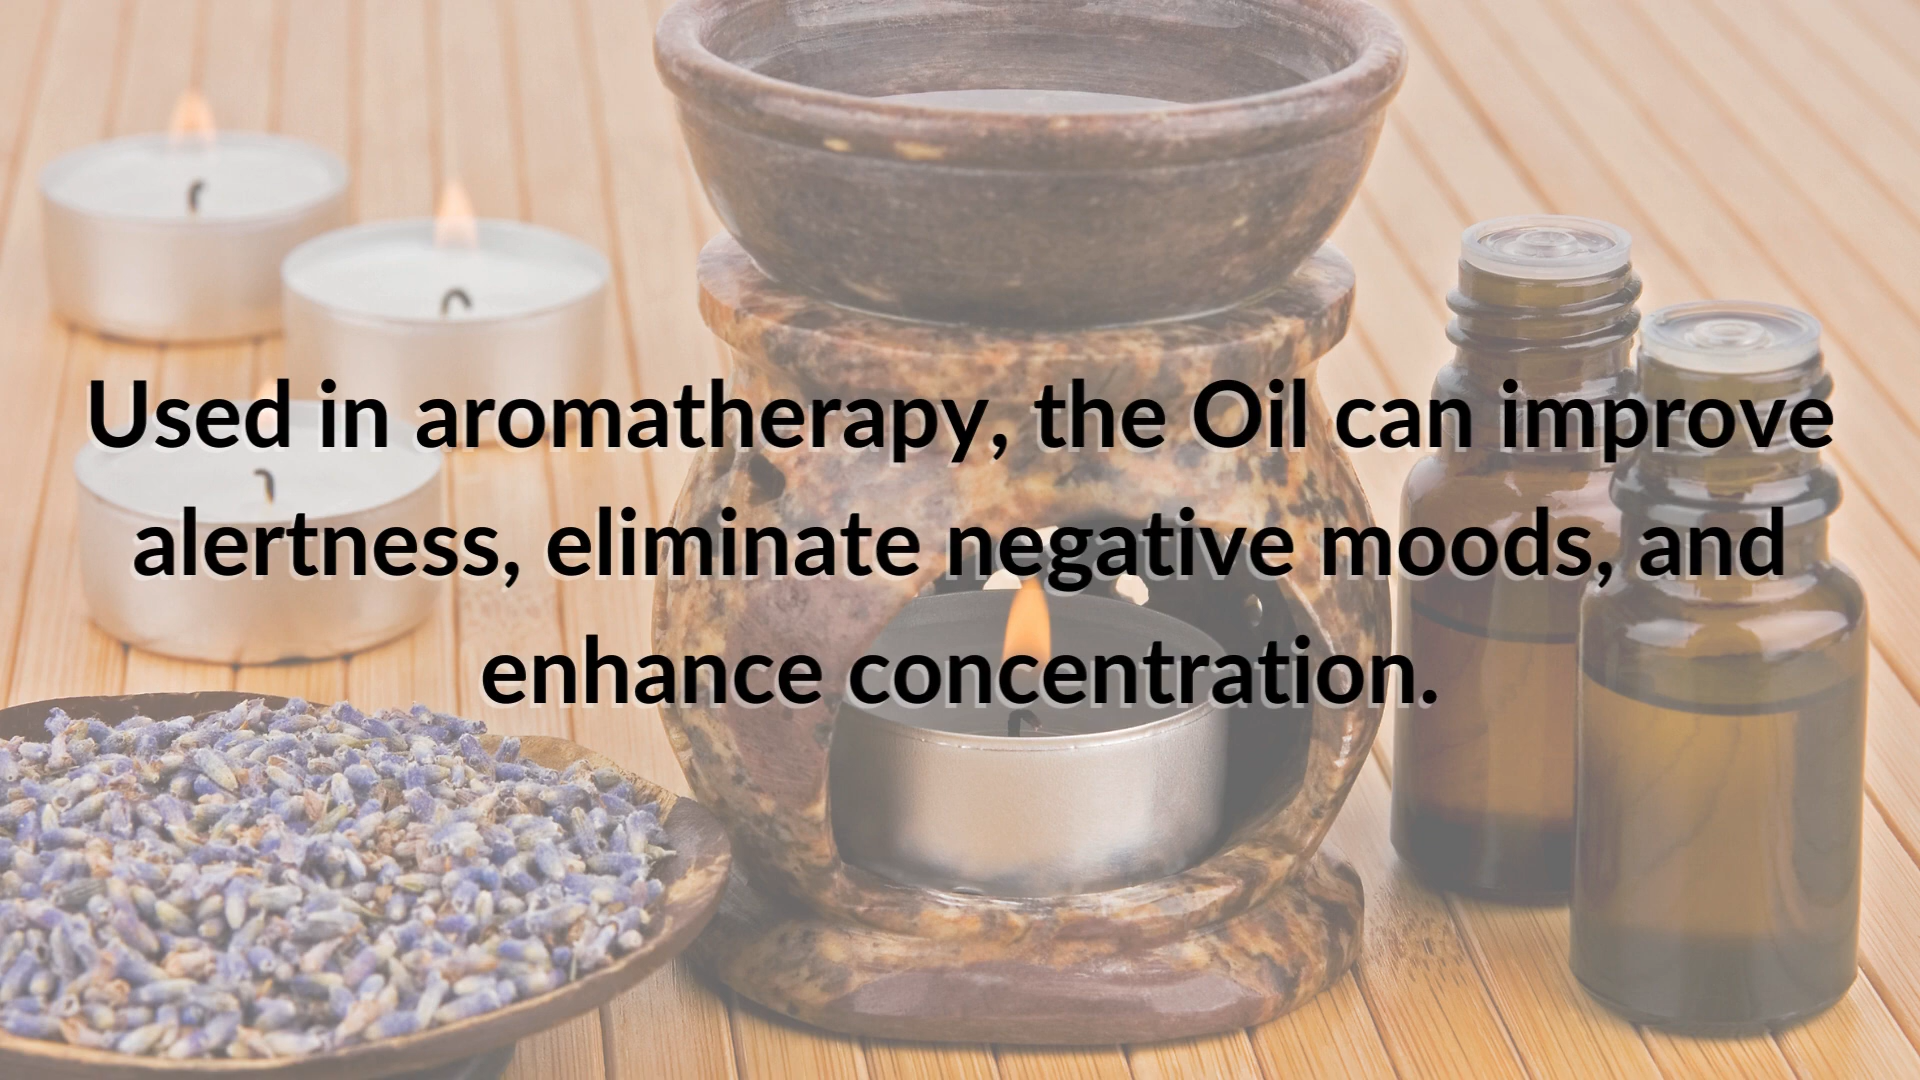 Used in aromatherapy, the Oil can improve
alertness, eliminate negative moods, and
enhance concentration.